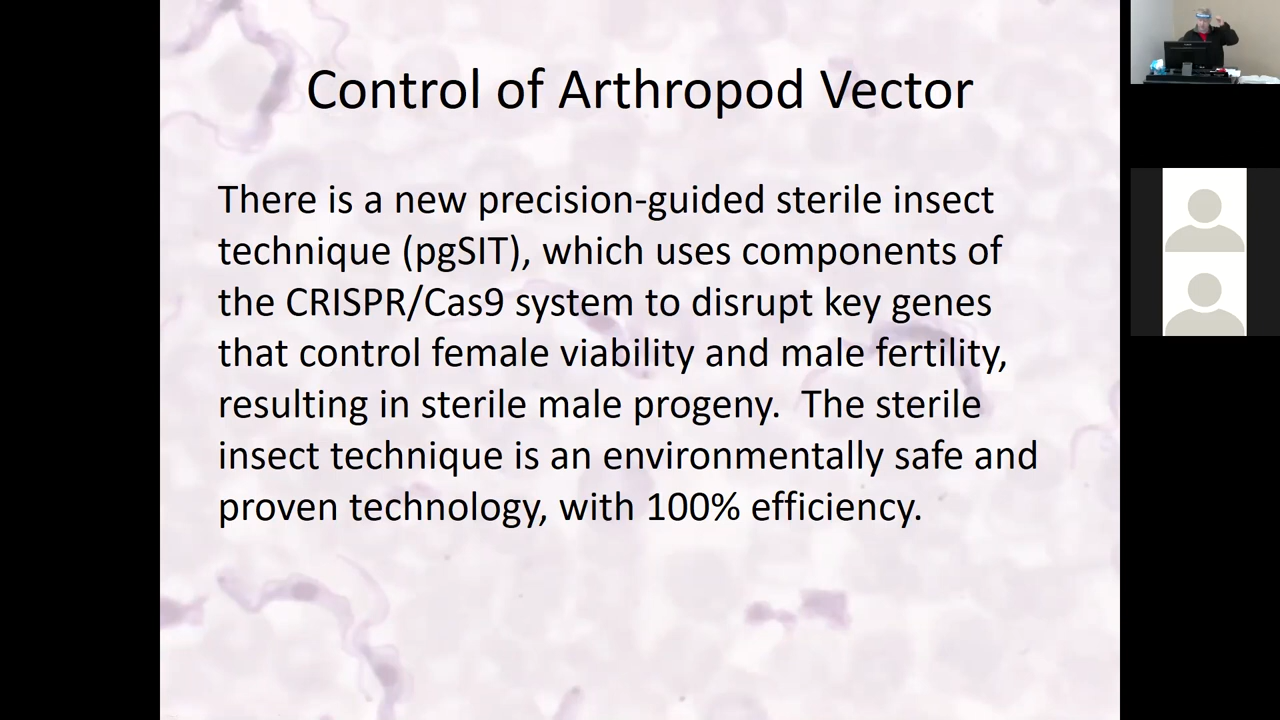 Control of Arthropod Vector
There is a new precision-guided sterile insect
technique (pgSIT), which uses components of
the CRISPR/Cas9 system to disrupt key genes
that control female viability and male fertility,
resulting in sterile male progeny.  The sterile
insect technique is an environmentally safe and
proven technology, with 100% efficiency.